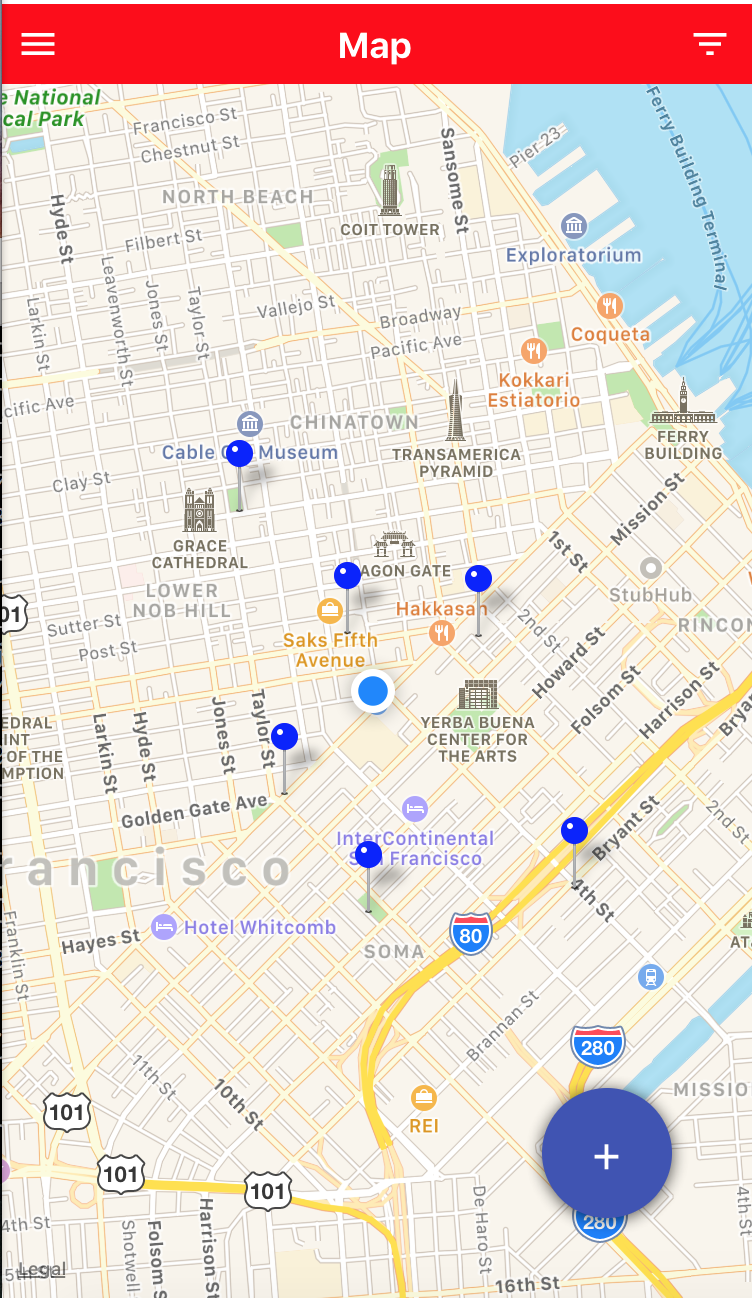 Map
e National
cal Park
Francisco St
Chestnut St
Sansome St
Pier 23
Ferry Building Terminal
NORTH BEACH
Hyde St
COIT TOWER
Filbert St
Exploratorium
Larkin St
Leavenworth St
Jones St
Taylor St
Vallejo St
Broadway
Pacific Ave
Coqueta
Kokkari
Estiatorio
cific Ave
CHINATOWN
Cable C Museum
TRANSAMERICA
PYRAMID
FERRY
BUILDING
Clay St
Mission St
GRACE
CATHEDRAL
1st St
AGON GATE
StubHub
LOWER
NOB HILL
Hakkasan
2nd St
RINCON
01
Sutter St
Post St
Saks Fifth
Avenue
Howard St
Folsom St
Harrison St
Brya
EDRAL
INT
OF THE
MPTION
Larkin St
Hyde St
Jones St
Taylor St
YERBA BUENA
CENTER FOR
THE ARTS
Golden Gate Ave
InterContinental
S Francisco
Bryant St
2nd St
rancisco
4th St
Franklin St
Hayes St
Hotel Whitcomb
80
SOMA
AT&
Brannan St
280
11th St
10th St
MISSIO
101
REI
+
101
101
280
4th St
Shotwell
Folsom S
Harrison St
De Haro St
4th St
5th St
Legal
16th St